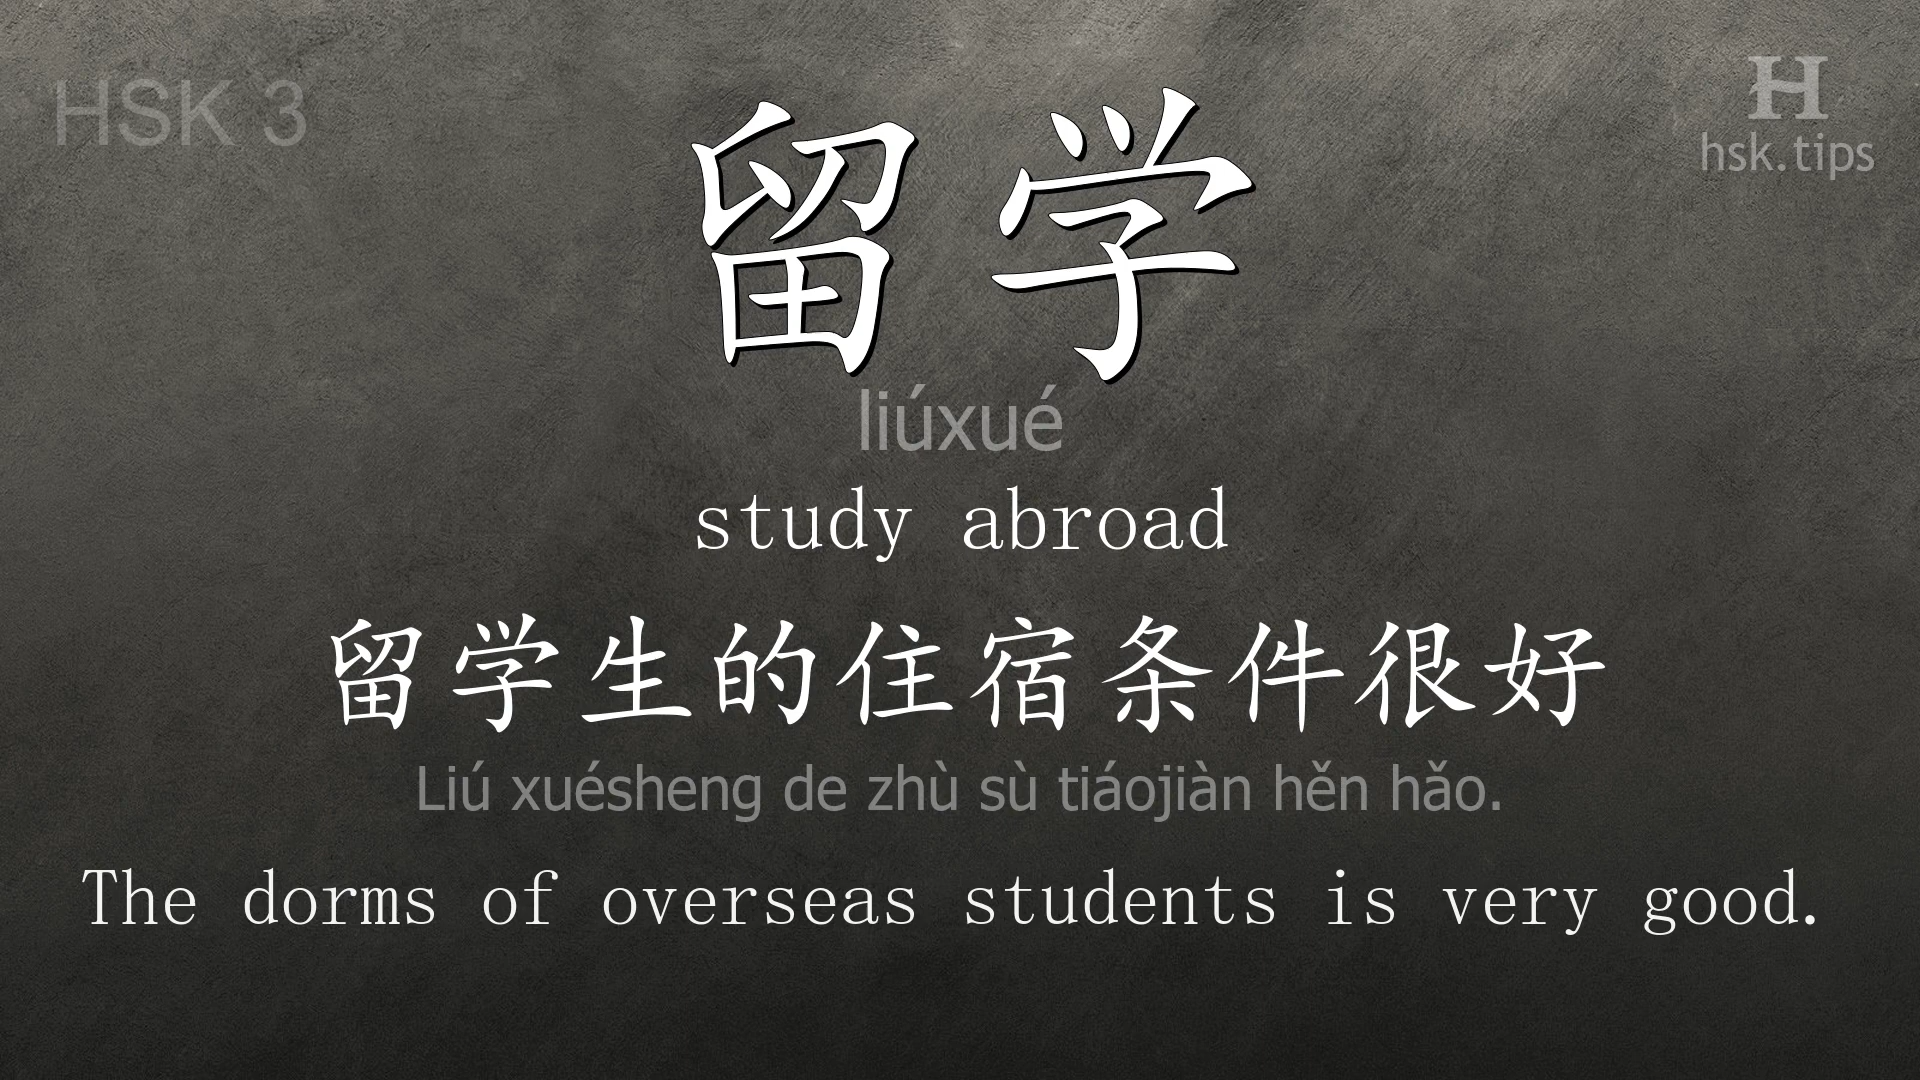 HSK 3
H
hsk.tips
留学
liúxué
study abroad
留学生的住宿条件很好
Liú xuésheng de zhù sù tiáojiàn hěn hǎo.
The dorms of overseas students is very good.